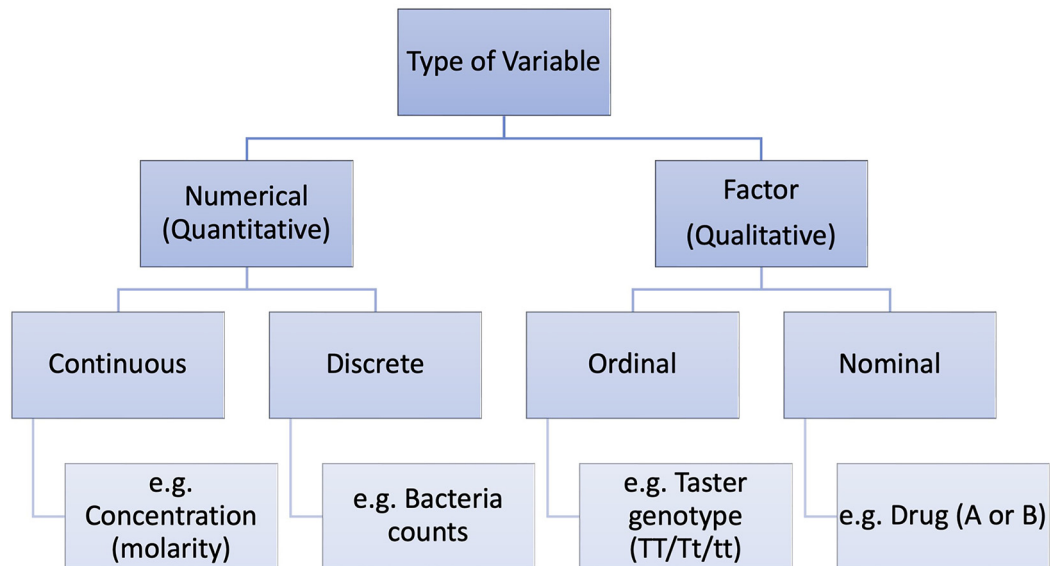 Type of Variable
Numerical
(Quantitative)
Factor
(Qualitative)
Continuous
Discrete
Ordinal
Nominal
e.g.
Concentration
(molarity)
e.g. Bacteria
counts
e.g. Taster
genotype
(TT/Tt/tt)
e.g. Drug (A or B)